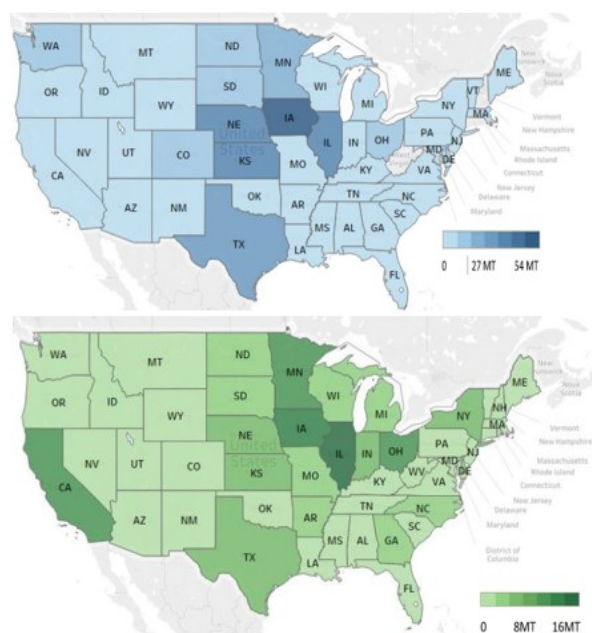 WA
MT
ND
MN
OR
ID
WY
SD
WI
MI
NY
VT
ME
MA
NV
UT
CO
NE
United
States
KS
IA
IL
IN
OH
PA
NJ
MD
DE
CA
AZ
NM
OK
MO
KY
West
Virginia
VA
TN
NC
AR
SC
TX
LA
MS
AL
GA
FL
New
Brunswick
Nova
Scotia
Vermont
New Hampshire
Massachusetts
Rhode Island
Connecticut
New Jersey
Delaware
Maryland
0 27 MT 54 MT
WA
MT
ND
MN
OR
ID
WY
SD
WI
MI
NY
NH
ME
MA
NV
UT
CO
NE
United
States
KS
IA
IL
IN
OH
PA
NJ
MD
DE
CA
AZ
NM
OK
MO
KY
WV
VA
TN
NC
AR
SC
TX
LA
MS
AL
GA
FL
New
Brunswick
Nova
Scotia
Vermont
New Hampshire
Massachusetts
Rhode Island
Connecticut
New Jersey
Delaware
Maryland
District of
Columbia
0 8MT 16MT